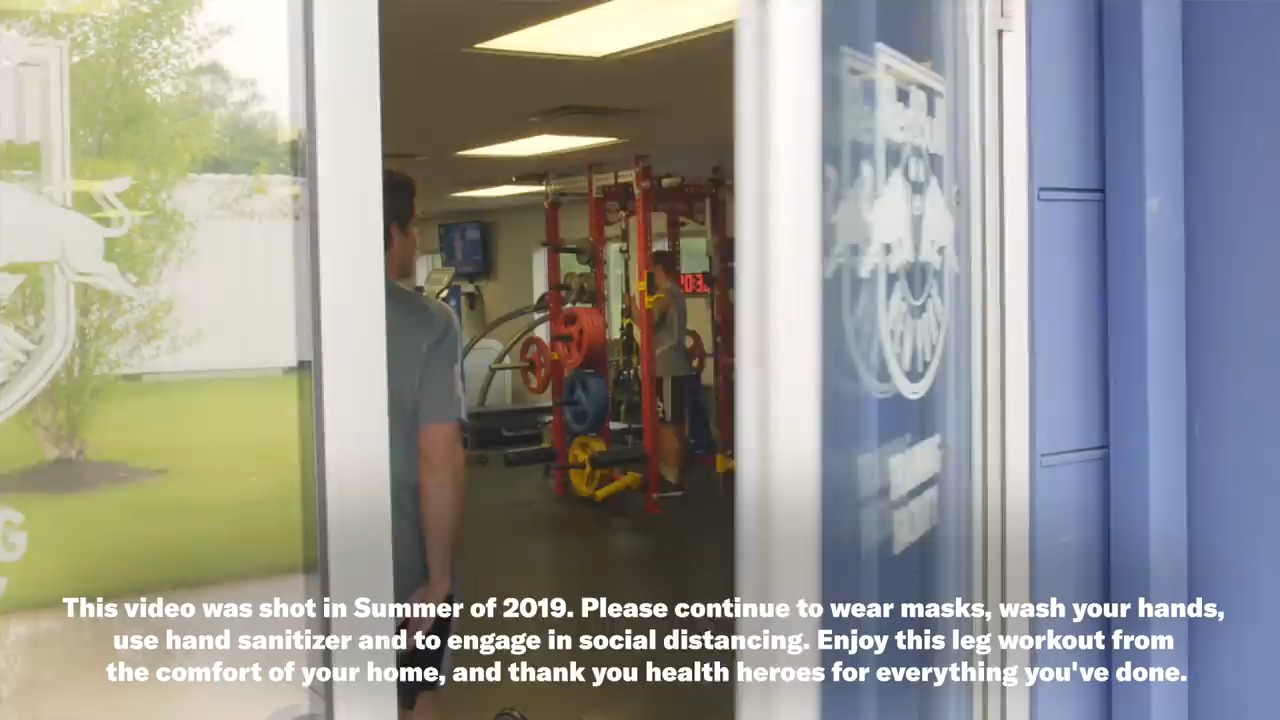 This video was shot in Summer of 2019. Please continue to wear masks, wash your hands,
use hand sanitizer and to engage in social distancing. Enjoy this leg workout from
the comfort of your home, and thank you health heroes for everything you've done.